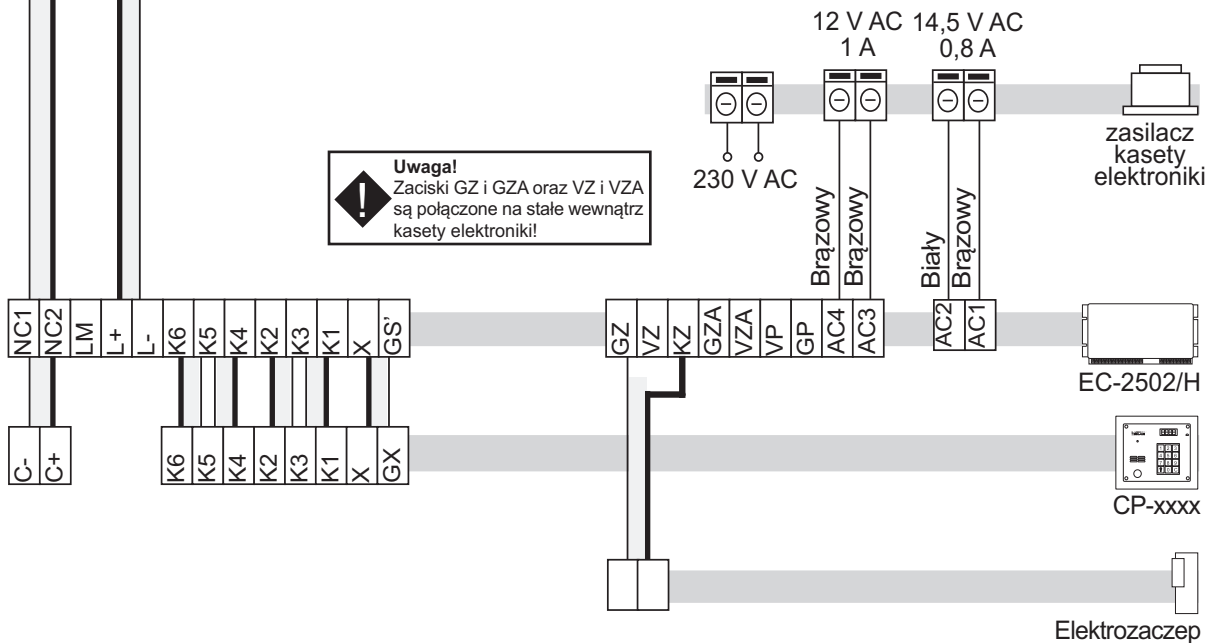 12 V AC
1 A
14,5 V AC
0,8 A
zasilacz
kasety
elektroniki
230 V AC
Uwaga!
Zaciski GZ i GZA oraz VZ i VZA
są połączone na stałe wewnątrz
kasety elektroniki!
Brązowy
Brązowy
Biały
Brązowy
NC1
NC2
LM
L+
L-
K6
K5
K4
K2
K3
K1
X
GS'
GZ
VZ
KZ
GZA
VZA
VP
GP
AC4
AC3
AC2
AC1
EC-2502/H
C-
C+
K6
K5
K4
K2
K3
K1
X
GX
CP-xxxx
Elektrozaczep